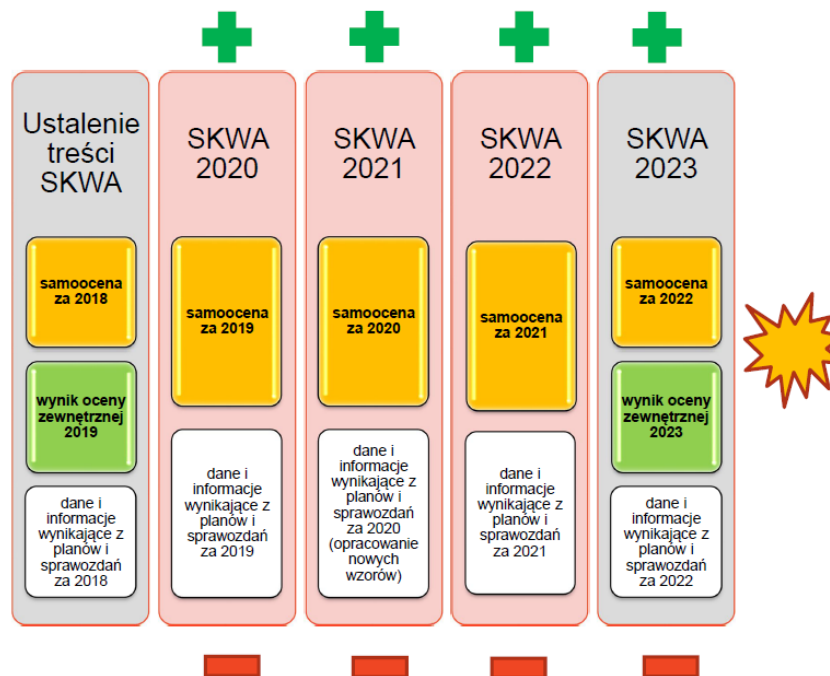 Ustalenie
treści
SKWA
samoocena
za 2018
wynik oceny
zewnętrznej
2019
dane i
informacje
wynikające z
planów i
sprawozdań
za 2018
SKWA
2020
samoocena
za 2019
dane i
informacje
wynikające z
planów i
sprawozdań
za 2019
SKWA
2021
samoocena
za 2020
dane i
informacje
wynikające z
planów i
sprawozdań
za 2020
(opracowanie
nowych
wzorów)
SKWA
2022
samoocena
za 2021
dane i
informacje
wynikające z
planów i
sprawozdań
za 2021
SKWA
2023
samoocena
za 2022
wynik oceny
zewnętrznej
2023
dane i
informacje
wynikające z
planów i
sprawozdań
za 2022